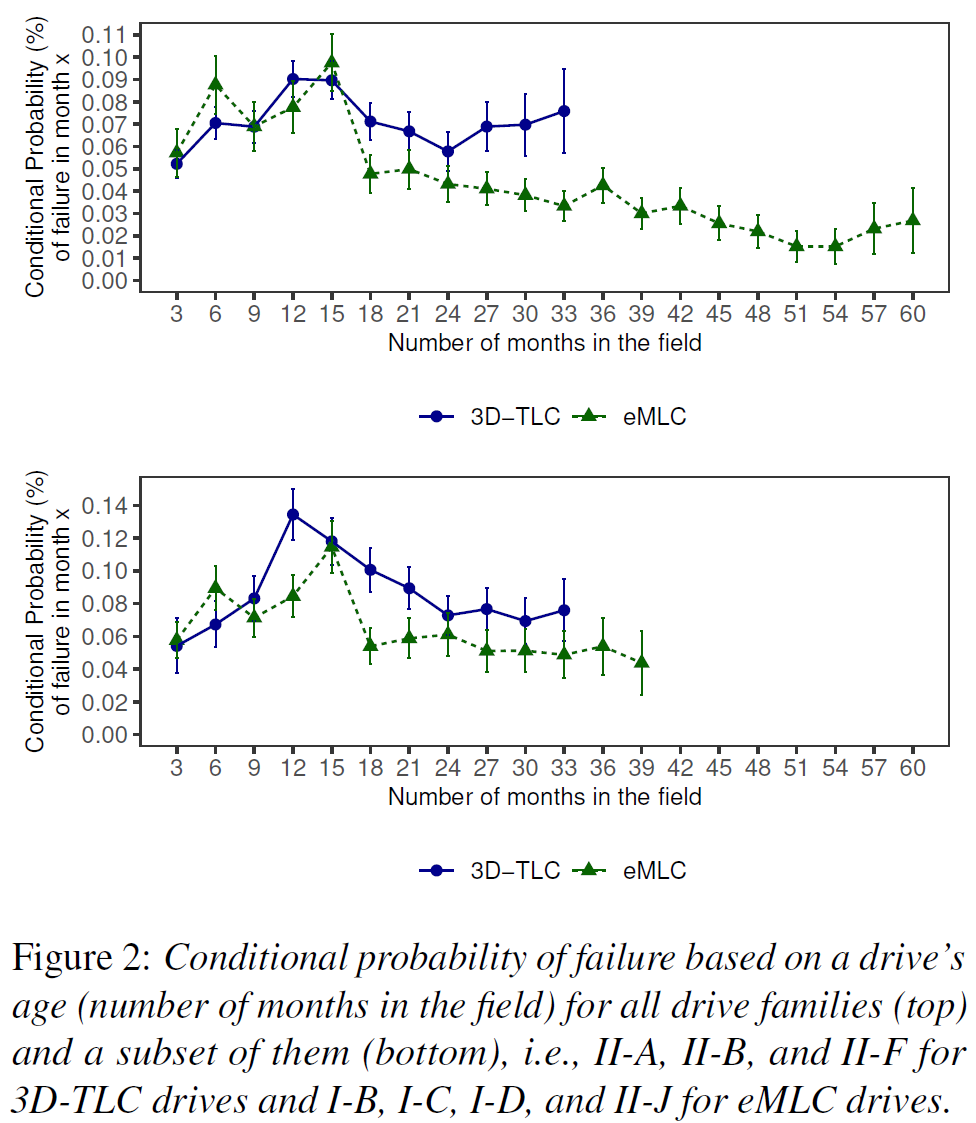 Conditional Probability (%)
of failure in month x
0.11
0.10
0.09
0.08
0.07
0.06
0.05
0.04
0.03
0.02
0.01
0.00
3 6 9 12 15 18 21 24 27 30 33 36 39 42 45 48 51 54 57 60
Number of months in the field
3D−TLC eMLC
Conditional Probability (%)
of failure in month x
0.14
0.12
0.10
0.08
0.06
0.04
0.02
0.00
3 6 9 12 15 18 21 24 27 30 33 36 39 42 45 48 51 54 57 60
Number of months in the field
3D−TLC eMLC
Figure 2: Conditional probability of failure based on a drive's
age (number of months in the field) for all drive families (top)
and a subset of them (bottom), i.e., II-A, II-B, and II-F for
3D-TLC drives and I-B, I-C, I-D, and II-J for eMLC drives.